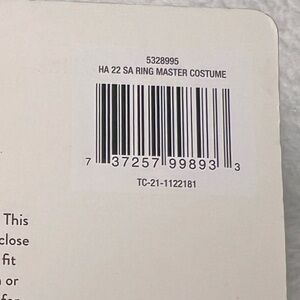 5328995
HA 22 SA RING MASTER COSTUME
7 37257 99893 3
TC-21-1122181
This
close
fit
or